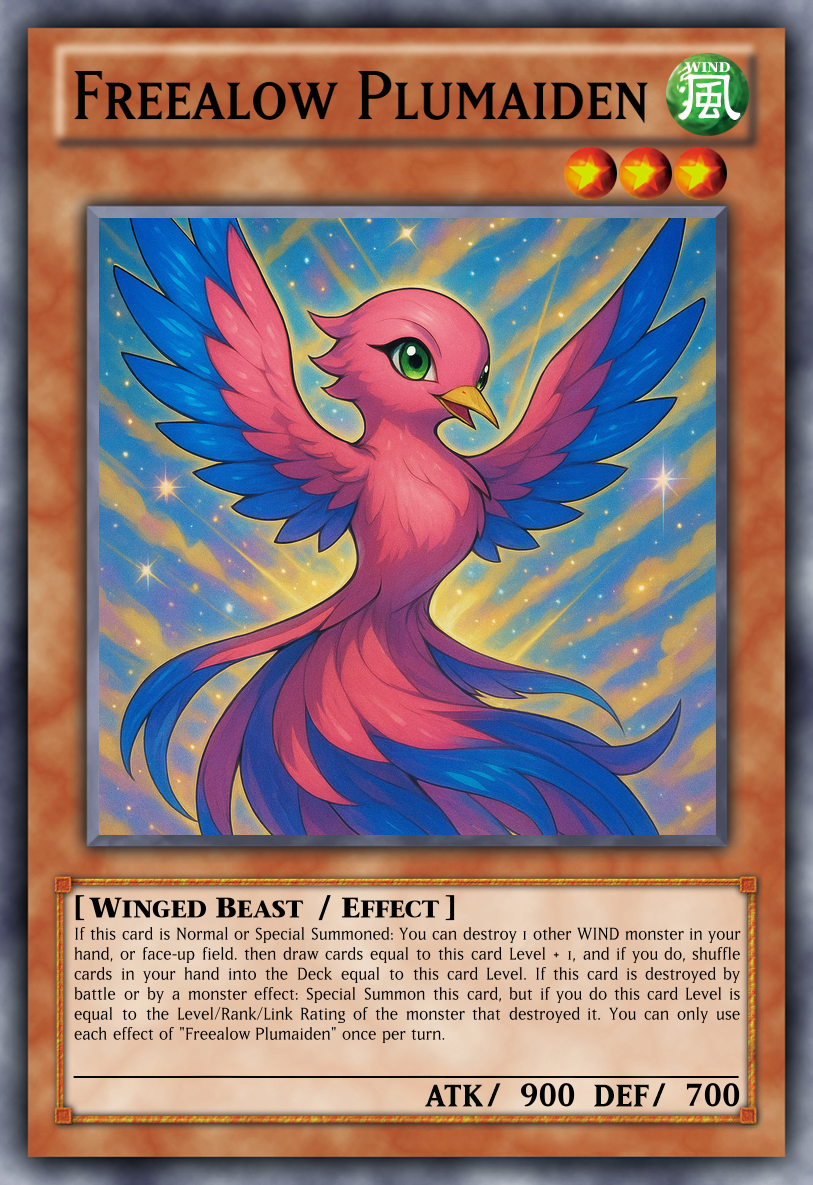 Freealow Plumaiden
WIND
風
[ Winged Beast / Effect ]
If this card is Normal or Special Summoned: You can destroy 1 other WIND monster in your
hand, or face-up field. then draw cards equal to this card Level + 1, and if you do, shuffle
cards in your hand into the Deck equal to this card Level. If this card is destroyed by
battle or by a monster effect: Special Summon this card, but if you do this card Level is
equal to the Level/Rank/Link Rating of the monster that destroyed it. You can only use
each effect of "Freealow Plumaiden" once per turn.
ATK/ 900 DEF/ 700